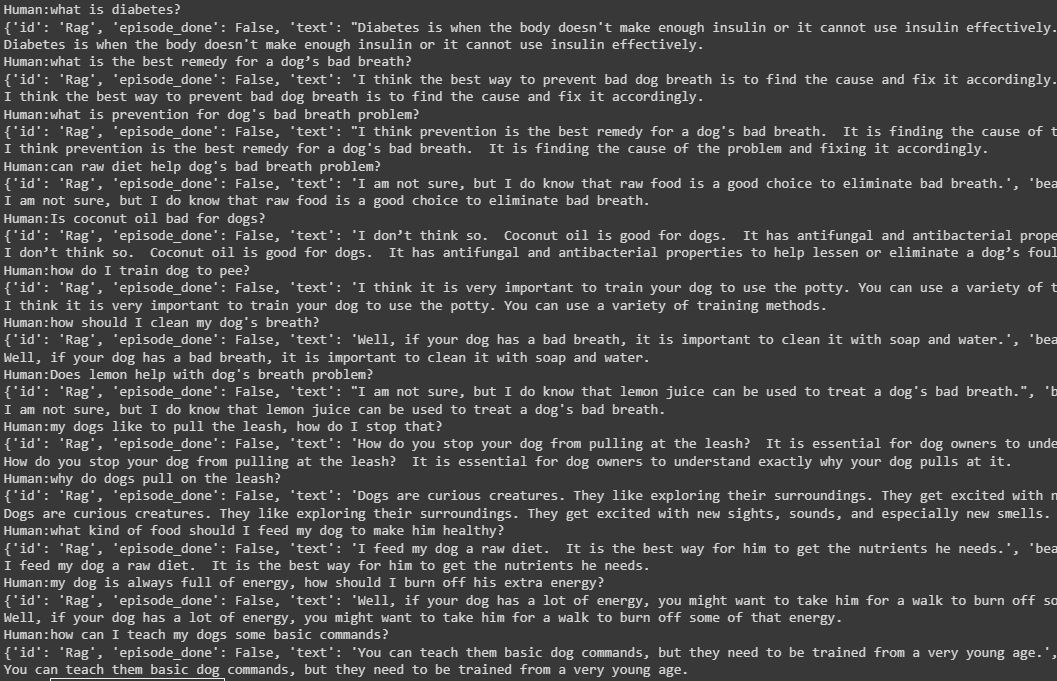 Human:what is diabetes?
{'id': 'Rag', 'episode_done': False, 'text': "Diabetes is when the body doesn't make enough insulin or it cannot use insulin effectively.
Diabetes is when the body doesn't make enough insulin or it cannot use insulin effectively.
Human:what is the best remedy for a dog’s bad breath?
{'id': 'Rag', 'episode_done': False, 'text': 'I think the best way to prevent bad dog breath is to find the cause and fix it accordingly.
I think the best way to prevent bad dog breath is to find the cause and fix it accordingly.
Human:what is prevention for dog's bad breath problem?
{'id': 'Rag', 'episode_done': False, 'text': "I think prevention is the best remedy for a dog's bad breath.  It is finding the cause of t
I think prevention is the best remedy for a dog's bad breath.  It is finding the cause of the problem and fixing it accordingly.
Human:can raw diet help dog's bad breath problem?
{'id': 'Rag', 'episode_done': False, 'text': 'I am not sure, but I do know that raw food is a good choice to eliminate bad breath.', 'bea
I am not sure, but I do know that raw food is a good choice to eliminate bad breath.
Human:Is coconut oil bad for dogs?
{'id': 'Rag', 'episode_done': False, 'text': 'I don’t think so.  Coconut oil is good for dogs.  It has antifungal and antibacterial prope
I don’t think so.  Coconut oil is good for dogs.  It has antifungal and antibacterial properties to help lessen or eliminate a dog’s foul
Human:how do I train dog to pee?
{'id': 'Rag', 'episode_done': False, 'text': 'I think it is very important to train your dog to use the potty. You can use a variety of t
I think it is very important to train your dog to use the potty. You can use a variety of training methods.
Human:how should I clean my dog's breath?
{'id': 'Rag', 'episode_done': False, 'text': 'Well, if your dog has a bad breath, it is important to clean it with soap and water.', 'bea
Well, if your dog has a bad breath, it is important to clean it with soap and water.
Human:Does lemon help with dog's breath problem?
{'id': 'Rag', 'episode_done': False, 'text': "I am not sure, but I do know that lemon juice can be used to treat a dog's bad breath.", 'b
I am not sure, but I do know that lemon juice can be used to treat a dog's bad breath.
Human:my dogs like to pull the leash, how do I stop that?
{'id': 'Rag', 'episode_done': False, 'text': 'How do you stop your dog from pulling at the leash?  It is essential for dog owners to unde
How do you stop your dog from pulling at the leash?  It is essential for dog owners to understand exactly why your dog pulls at it.
Human:why do dogs pull on the leash?
{'id': 'Rag', 'episode_done': False, 'text': 'Dogs are curious creatures. They like exploring their surroundings. They get excited with n
Dogs are curious creatures. They like exploring their surroundings. They get excited with new sights, sounds, and especially new smells.
Human:what kind of food should I feed my dog to make him healthy?
{'id': 'Rag', 'episode_done': False, 'text': 'I feed my dog a raw diet.  It is the best way for him to get the nutrients he needs.', 'bea
I feed my dog a raw diet.  It is the best way for him to get the nutrients he needs.
Human:my dog is always full of energy, how should I burn off his extra energy?
{'id': 'Rag', 'episode_done': False, 'text': 'Well, if your dog has a lot of energy, you might want to take him for a walk to burn off so
Well, if your dog has a lot of energy, you might want to take him for a walk to burn off some of that energy.
Human:how can I teach my dogs some basic commands?
{'id': 'Rag', 'episode_done': False, 'text': 'You can teach them basic dog commands, but they need to be trained from a very young age.',
You can teach them basic dog commands, but they need to be trained from a very young age.